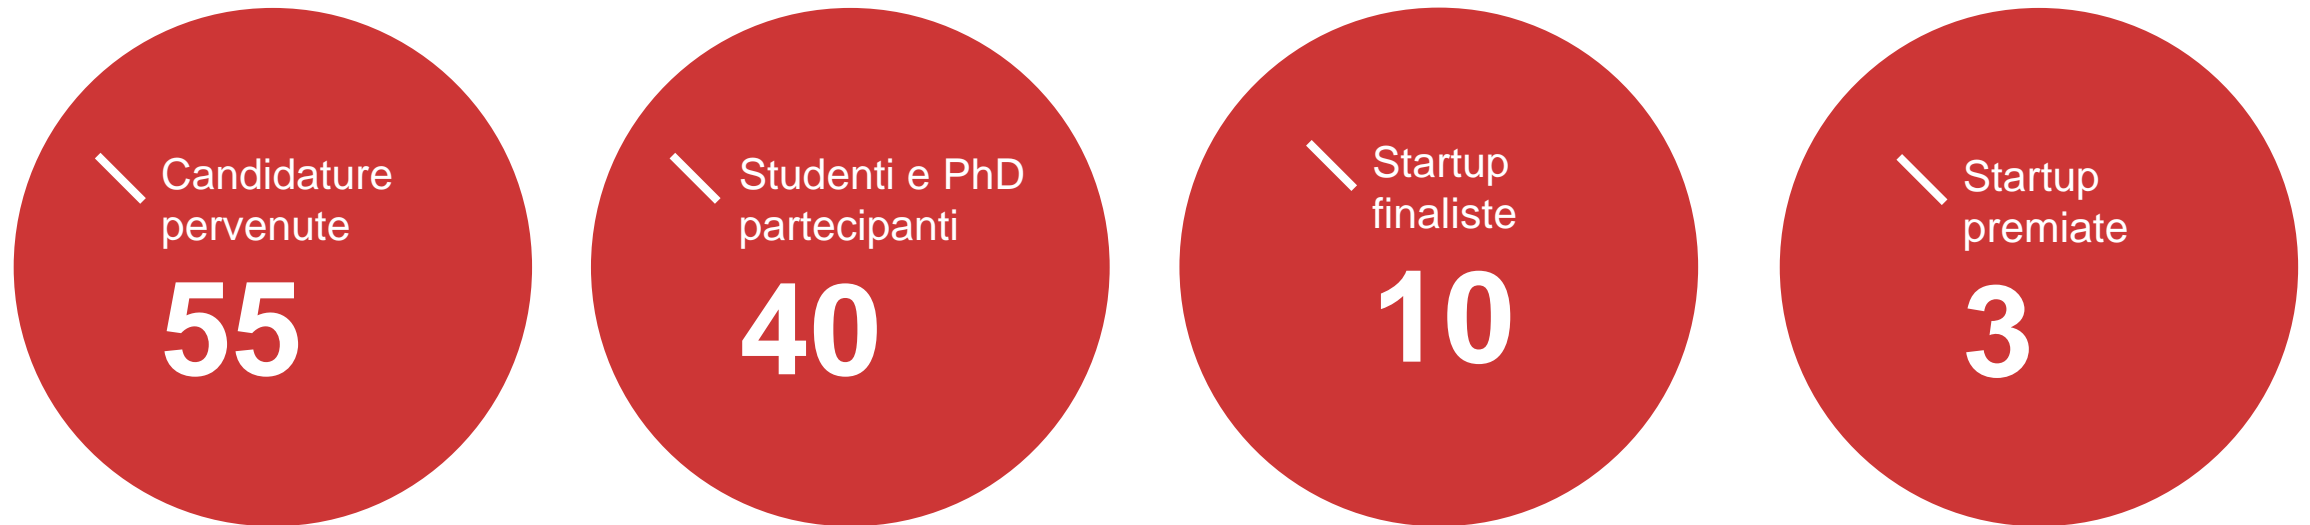 Candidature
pervenute
55
Studenti e PhD
partecipanti
40
Startup
finaliste
10
Startup
premiate
3